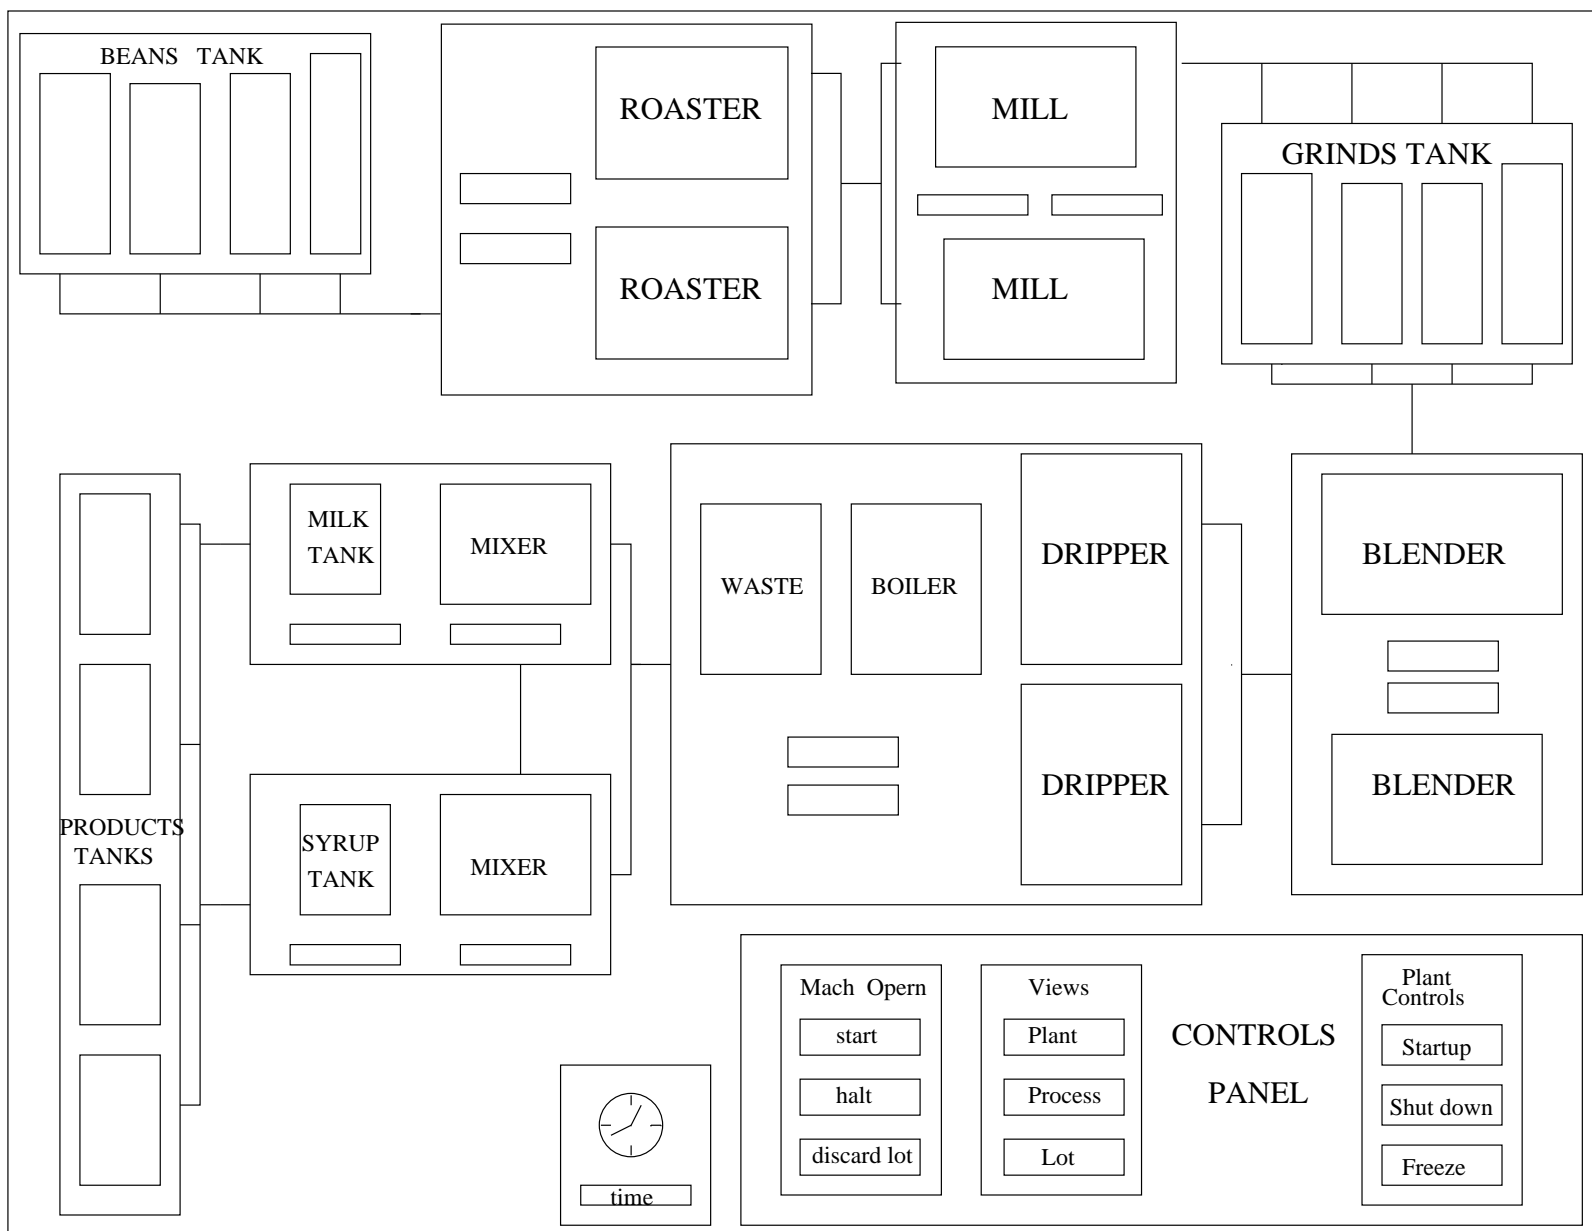 BEANS TANK
ROASTER
ROASTER
MILL
MILL
GRINDS TANK
MILK
TANK
MIXER
WASTE
BOILER
DRIPPER
DRIPPER
BLENDER
BLENDER
PRODUCTS
TANKS
SYRUP
TANK
MIXER
Mach Opern
start
halt
discard lot
Views
Plant
Process
Lot
CONTROLS
PANEL
Plant
Controls
Startup
Shut down
Freeze
time